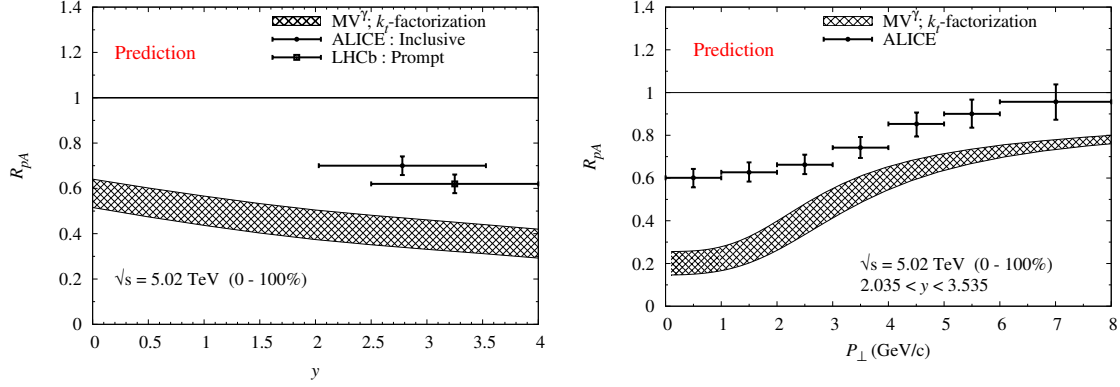 1.4
1.2
1
0.8
0.6
0.4
0.2
0
R_pA
Prediction
MV^γ; k_t-factorization
ALICE : Inclusive
LHCb : Prompt
√s = 5.02 TeV (0 - 100%)
0 0.5 1 1.5 2 2.5 3 3.5 4
y
1.4
1.2
1
0.8
0.6
0.4
0.2
0
R_pA
Prediction
MV^γ; k_t-factorization
ALICE
√s = 5.02 TeV (0 - 100%)
2.035 < y < 3.535
0 1 2 3 4 5 6 7 8
P_⊥ (GeV/c)